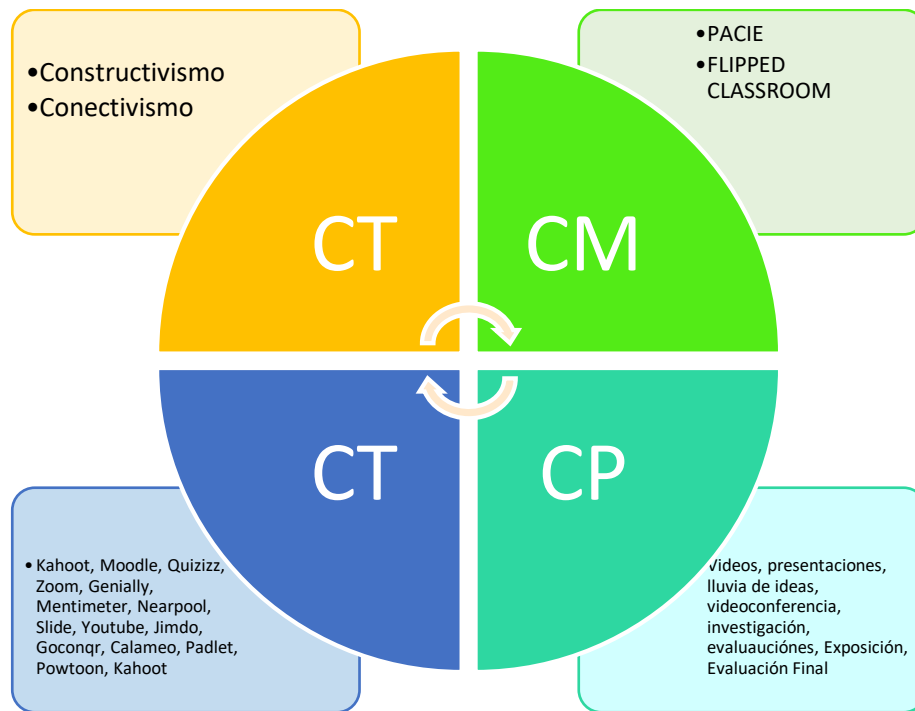 •Constructivismo
•Conectivismo
•PACIE
•FLIPPED
CLASSROOM
CT
CM
CT
CP
•Kahoot, Moodle, Quizizz,
Zoom, Genially,
Mentimeter, Nearpool,
Slide, Youtube, Jimdo,
Goconqr, Calameo, Padlet,
Powtoon, Kahoot
Videos, presentaciones,
lluvia de ideas,
videoconferencia,
investigación,
evaluauciónes, Exposición,
Evaluación Final